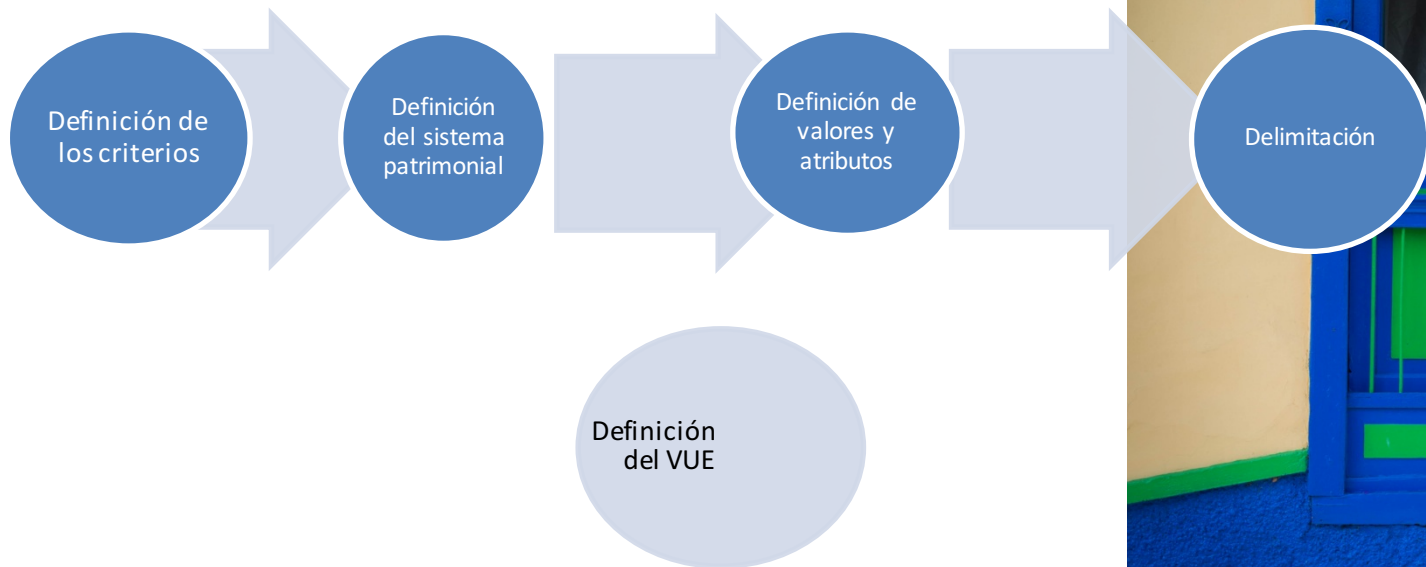 Definición de
los criterios
Definición
del sistema
patrimonial
Definición de
valores y
atributos
Delimitación
Definición
del VUE